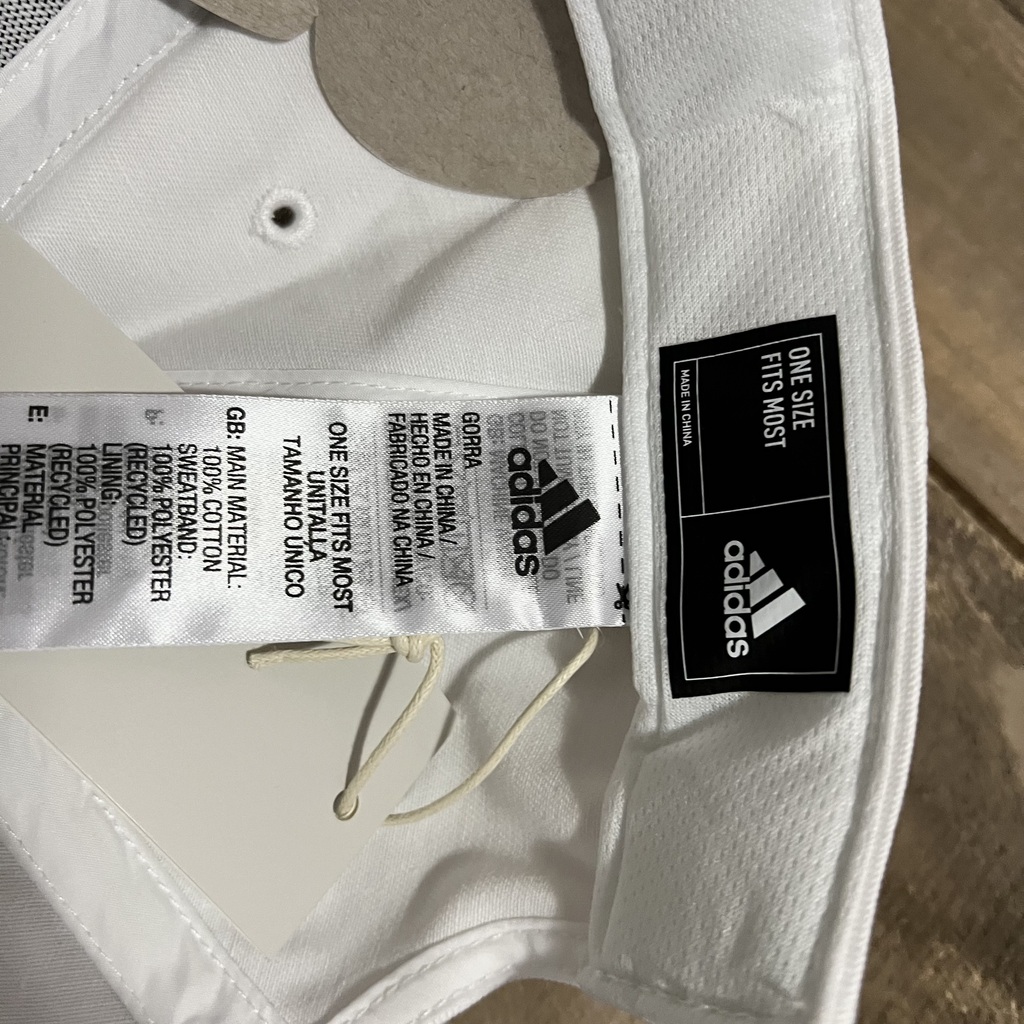 adidas
GORRA
MADE IN CHINA /
HECHO EN CHINA /
FABRICADO NA CHINA
ONE SIZE FITS MOST
UNITALLA
TAMANHO ÚNICO
GB: MAIN MATERIAL:
100% COTTON
SWEATBAND:
100% POLYESTER
(RECYCLED)
LINING:
100% POLYESTER
(RECYCLED)
E: MATERIAL
PRINCIPAL:
ONE SIZE
FITS MOST
MADE IN CHINA
adidas